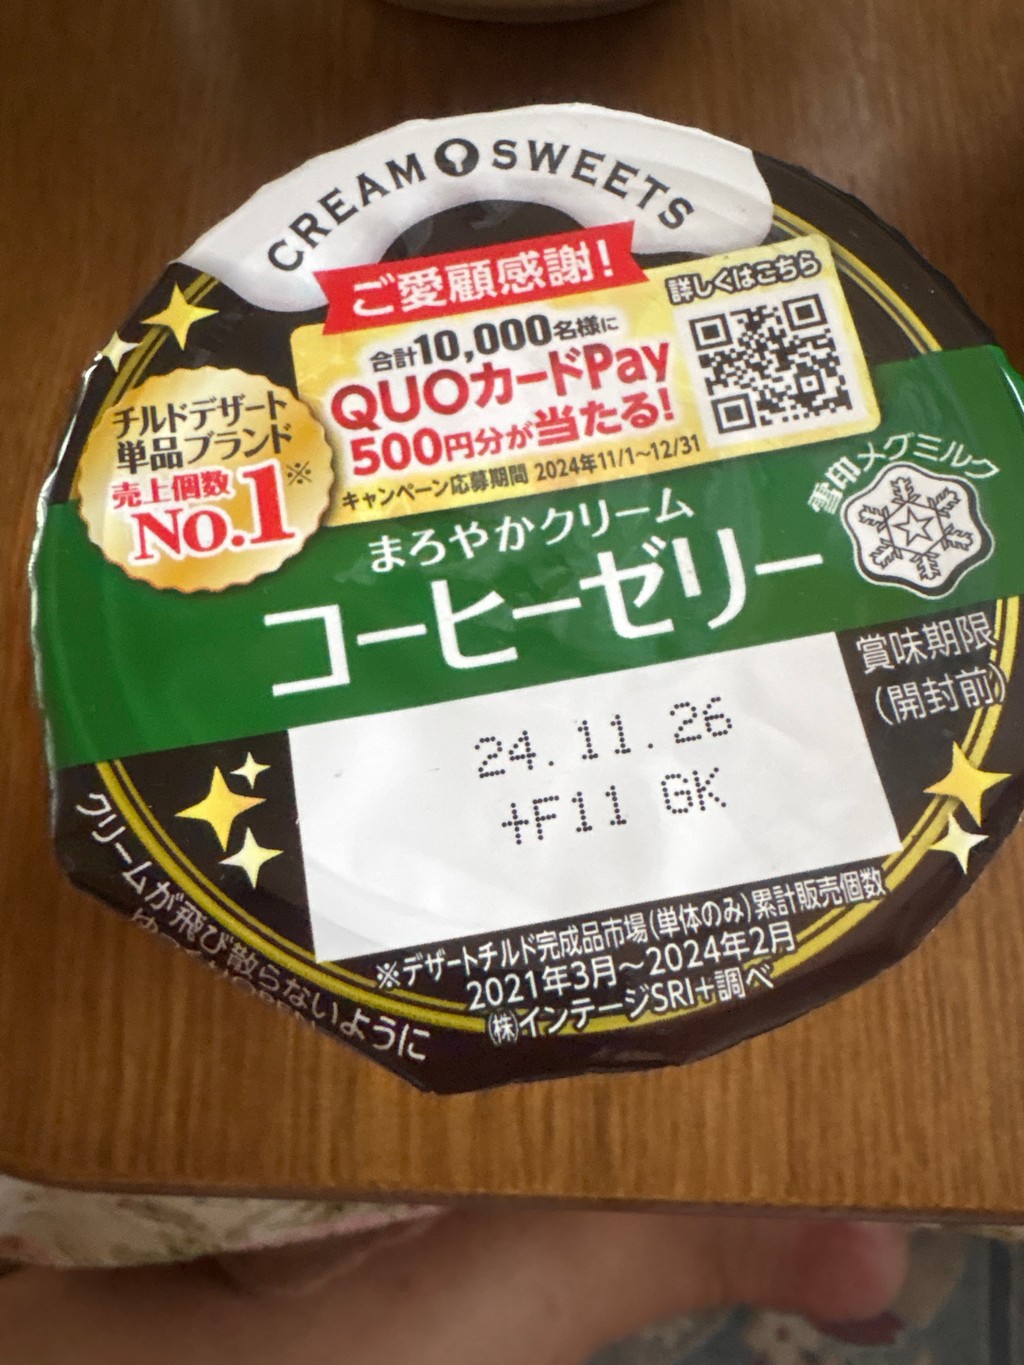 CREAM SWEETS
ご愛顧感謝!
合計10,000名様に
QUOカードPay
500円分が当たる!
キャンペーン応募期間 2024年11/1~12/31
詳しくはこちら
チルドデザート
単品ブランド
売上個数
No.1※
雪印メグミルク
まろやかクリーム
コーヒーゼリー
賞味期限
(開封前)
24.11.26
+F11 GK
※デザートチルド完成品市場(単体のみ)累計販売個数
2021年3月~2024年2月
㈱インテージSRI+調べ
クリームが飛び散らないように